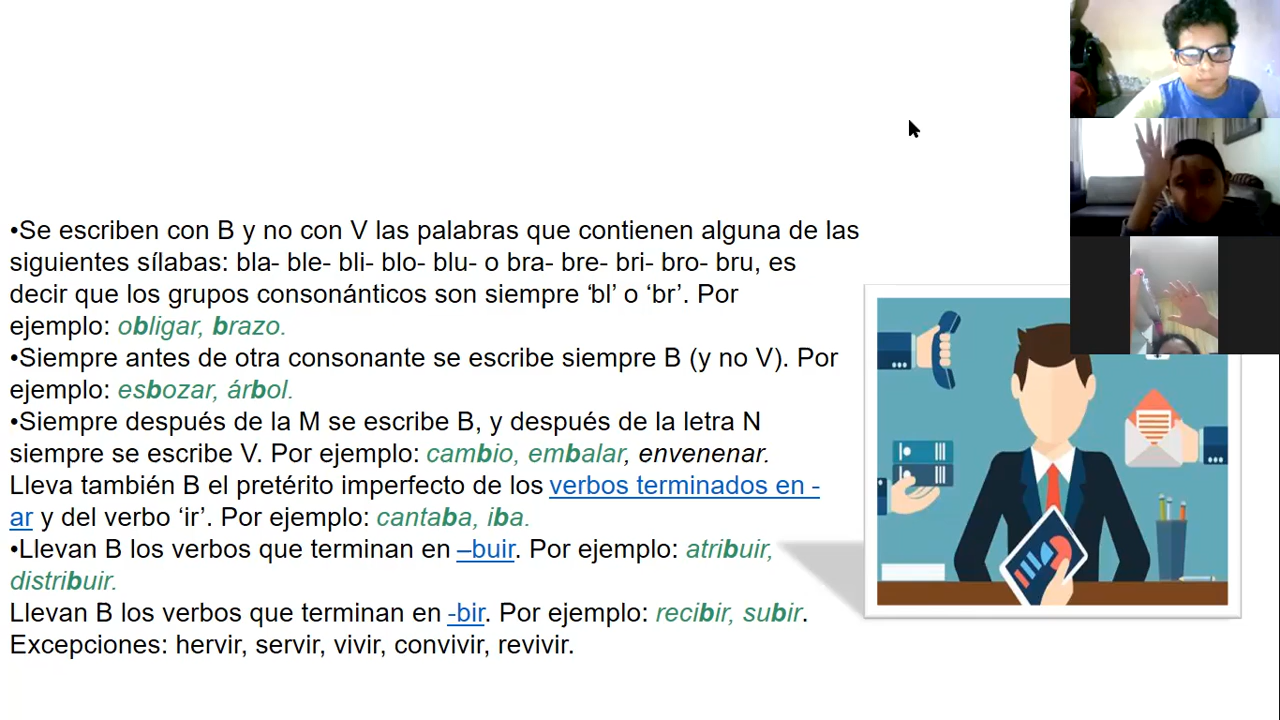 •Se escriben con B y no con V las palabras que contienen alguna de las
siguientes sílabas: bla- ble- bli- blo- blu- o bra- bre- bri- bro- bru, es
decir que los grupos consonánticos son siempre ‘bl’ o ‘br’. Por
ejemplo: obligar, brazo.
•Siempre antes de otra consonante se escribe siempre B (y no V). Por
ejemplo: esbozar, árbol.
•Siempre después de la M se escribe B, y después de la letra N
siempre se escribe V. Por ejemplo: cambio, embalar, envenenar.
Lleva también B el pretérito imperfecto de los verbos terminados en -
ar y del verbo ‘ir’. Por ejemplo: cantaba, iba.
•Llevan B los verbos que terminan en –buir. Por ejemplo: atribuir,
distribuir.
Llevan B los verbos que terminan en -bir. Por ejemplo: recibir, subir.
Excepciones: hervir, servir, vivir, convivir, revivir.